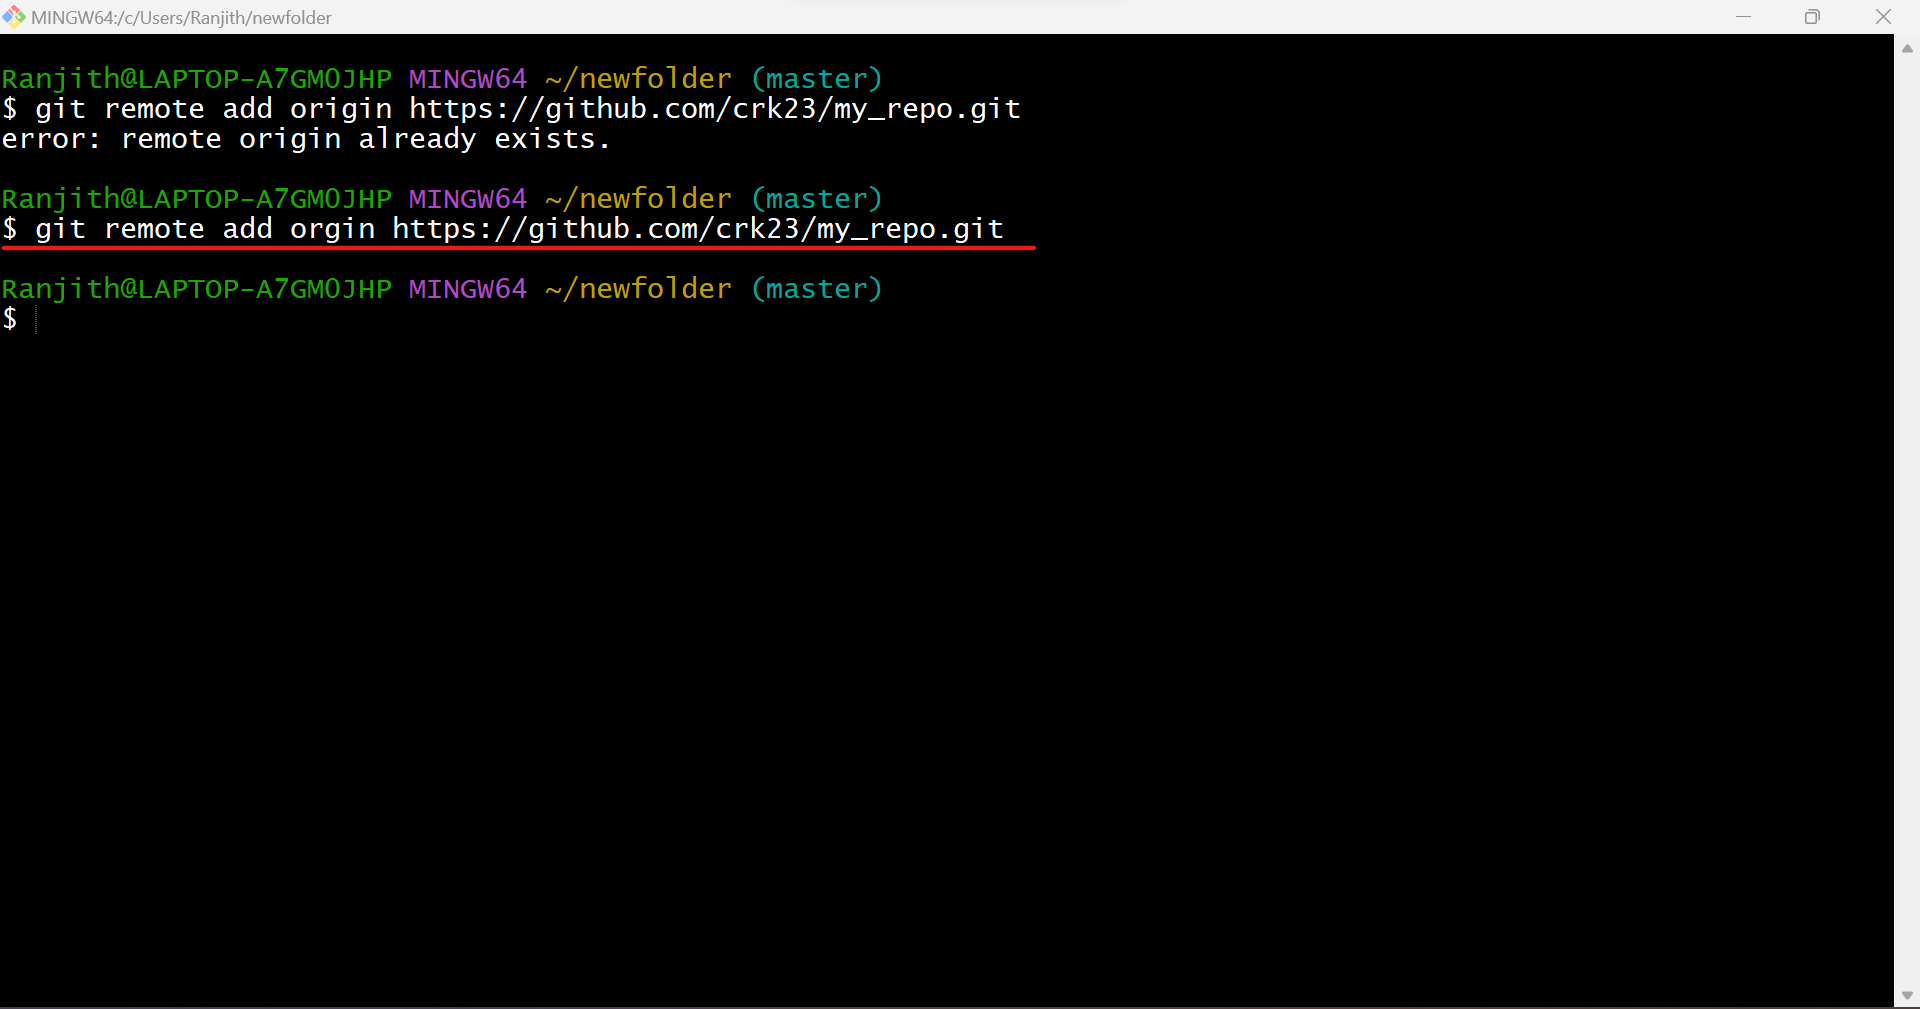 MINGW64:/c/Users/Ranjith/newfolder
Ranjith@LAPTOP-A7GMOJHP MINGW64 ~/newfolder (master)
$ git remote add origin https://github.com/crk23/my_repo.git
error: remote origin already exists.
Ranjith@LAPTOP-A7GMOJHP MINGW64 ~/newfolder (master)
$ git remote add orgin https://github.com/crk23/my_repo.git
Ranjith@LAPTOP-A7GMOJHP MINGW64 ~/newfolder (master)
$